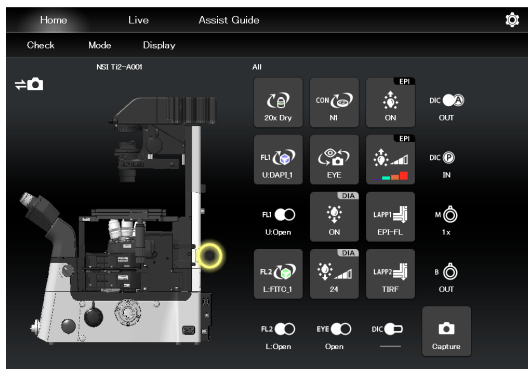 Home Live Assist Guide
Check Mode Display
NSI Ti2-A001
All
20x Dry
CON
N1
EPI
ON
DIC A
OUT
FL1
U:DAPI_1
EYE
EPI
DIC P
IN
FL1
U:Open
DIA
ON
LAPP1
EPI-FL
M
1x
FL2
L:FITC_1
DIA
24
LAPP2
TIRF
B
OUT
FL2
L:Open
EYE
Open
DIC
Capture